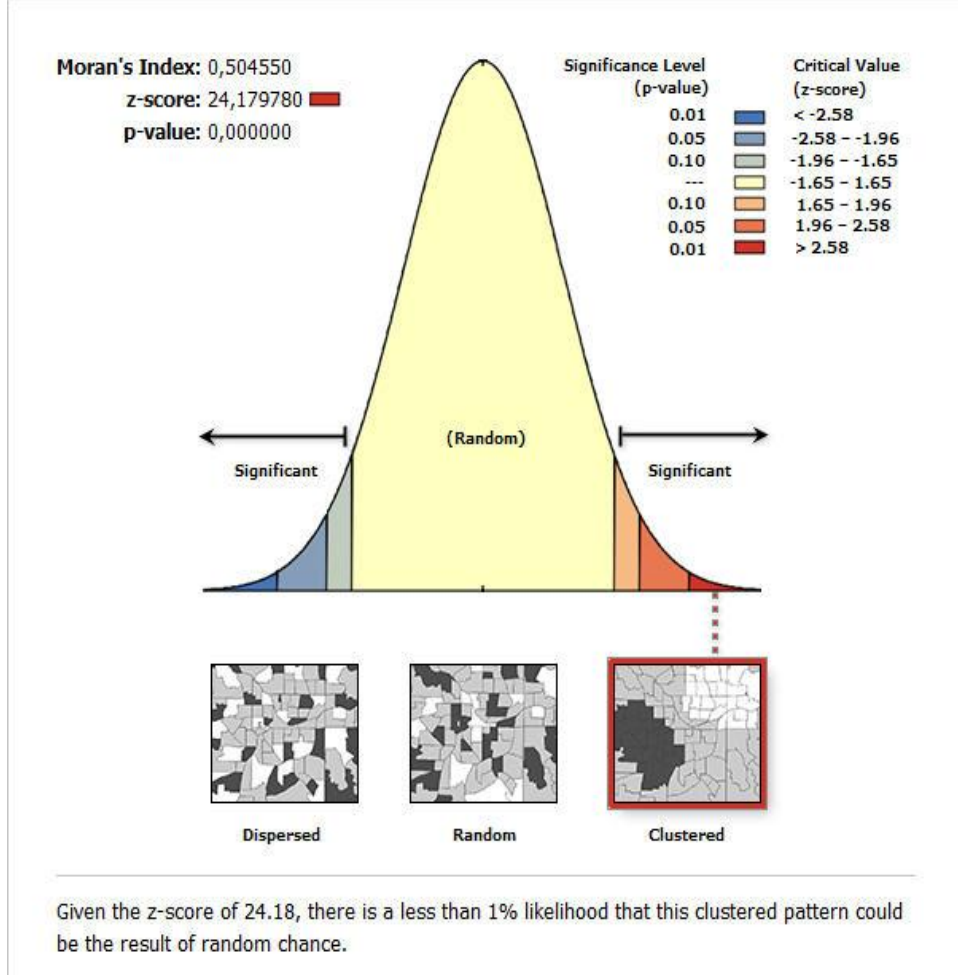 Moran's Index: 0,504550
z-score: 24,179780
p-value: 0,000000
Significance Level
(p-value)
Critical Value
(z-score)
0.01 < -2.58
0.05 -2.58 – -1.96
0.10 -1.96 – -1.65
--- -1.65 – 1.65
0.10 1.65 – 1.96
0.05 1.96 – 2.58
0.01 > 2.58
(Random)
Significant
Significant
Dispersed
Random
Clustered
Given the z-score of 24.18, there is a less than 1% likelihood that this clustered pattern could
be the result of random chance.